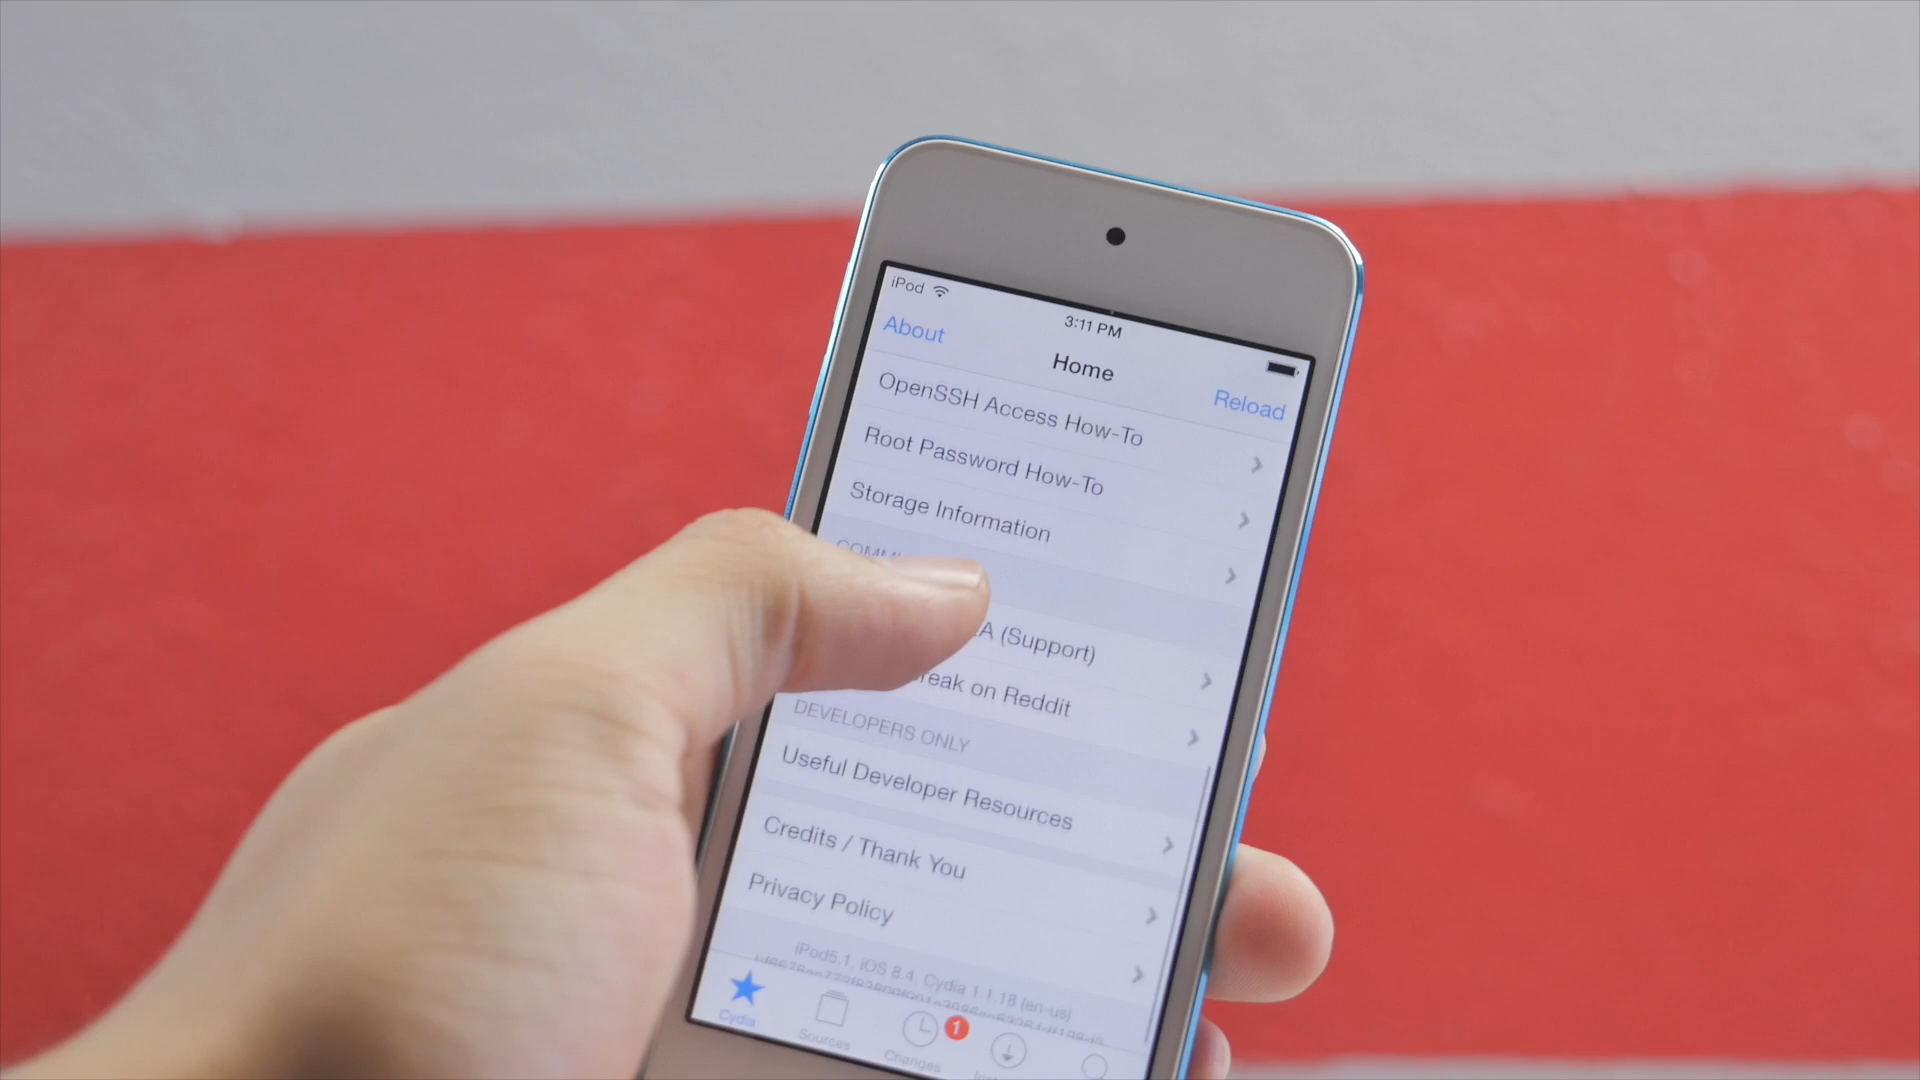 iPod
3:11 PM
About
Home
Reload
OpenSSH Access How-To
Root Password How-To
Storage Information
COMM
A (Support)
reak on Reddit
DEVELOPERS ONLY
Useful Developer Resources
Credits / Thank You
Privacy Policy
iPod5,1, iOS 8.4, Cydia 1.1.18 (en-us)
Cydia
Sources
Changes
1